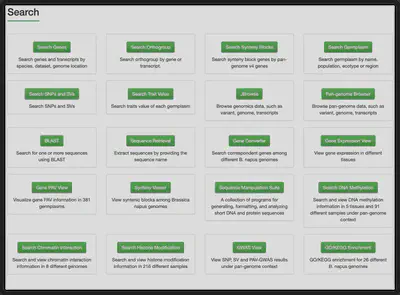 Search
Search Genes
Search genes and transcripts by
species, dataset, genome location
Search Orthogroup
Search orthogroup by gene or
transcript
Search Synteny Blocks
Search synteny block genes by pan-
genome v4 genes
Search Germplasm
Search germplasm by name,
population, ecotype or region
Search SNPs and SVs
Search SNPs and SVs
Search Trait Value
Search traits value of each germplasm
JBrowse
Browse genomics data, such as
variant, genome, transcripts
Pan-genome Browser
Browse pan-genome data, such as
variant, genome, transcripts
BLAST
Search for one or more sequences
using BLAST
Sequence Retrieval
Extract sequences by providing the
sequence name
Gene Converter
Search correspondent genes among
different B. napus genomes
Gene Expression View
View gene expression in different
tissues
Gene PAV View
Visualize gene PAV information in 381
germplasms
Synteny Viewer
View syntenic blocks among Brassica
napus genomes
Sequence Manipulation Suite
A collection of programs for
generating, formatting, and analyzing
short DNA and protein sequences
Search DNA Methylation
Search and view DNA methylation
information in 5 tissues and 31
different samples under pan-genome
context
Search Chromatin Interaction
Search and view chromatin interaction
information in 8 different genomes
Search Histone Modification
Search and view histone modification
information in 216 different samples
GWAS View
View SNP, SV and PAV-GWAS results
under pan-genome context
GO/KEGG Enrichment
GO/KEGG enrichment for 26 different
B. napus genomes